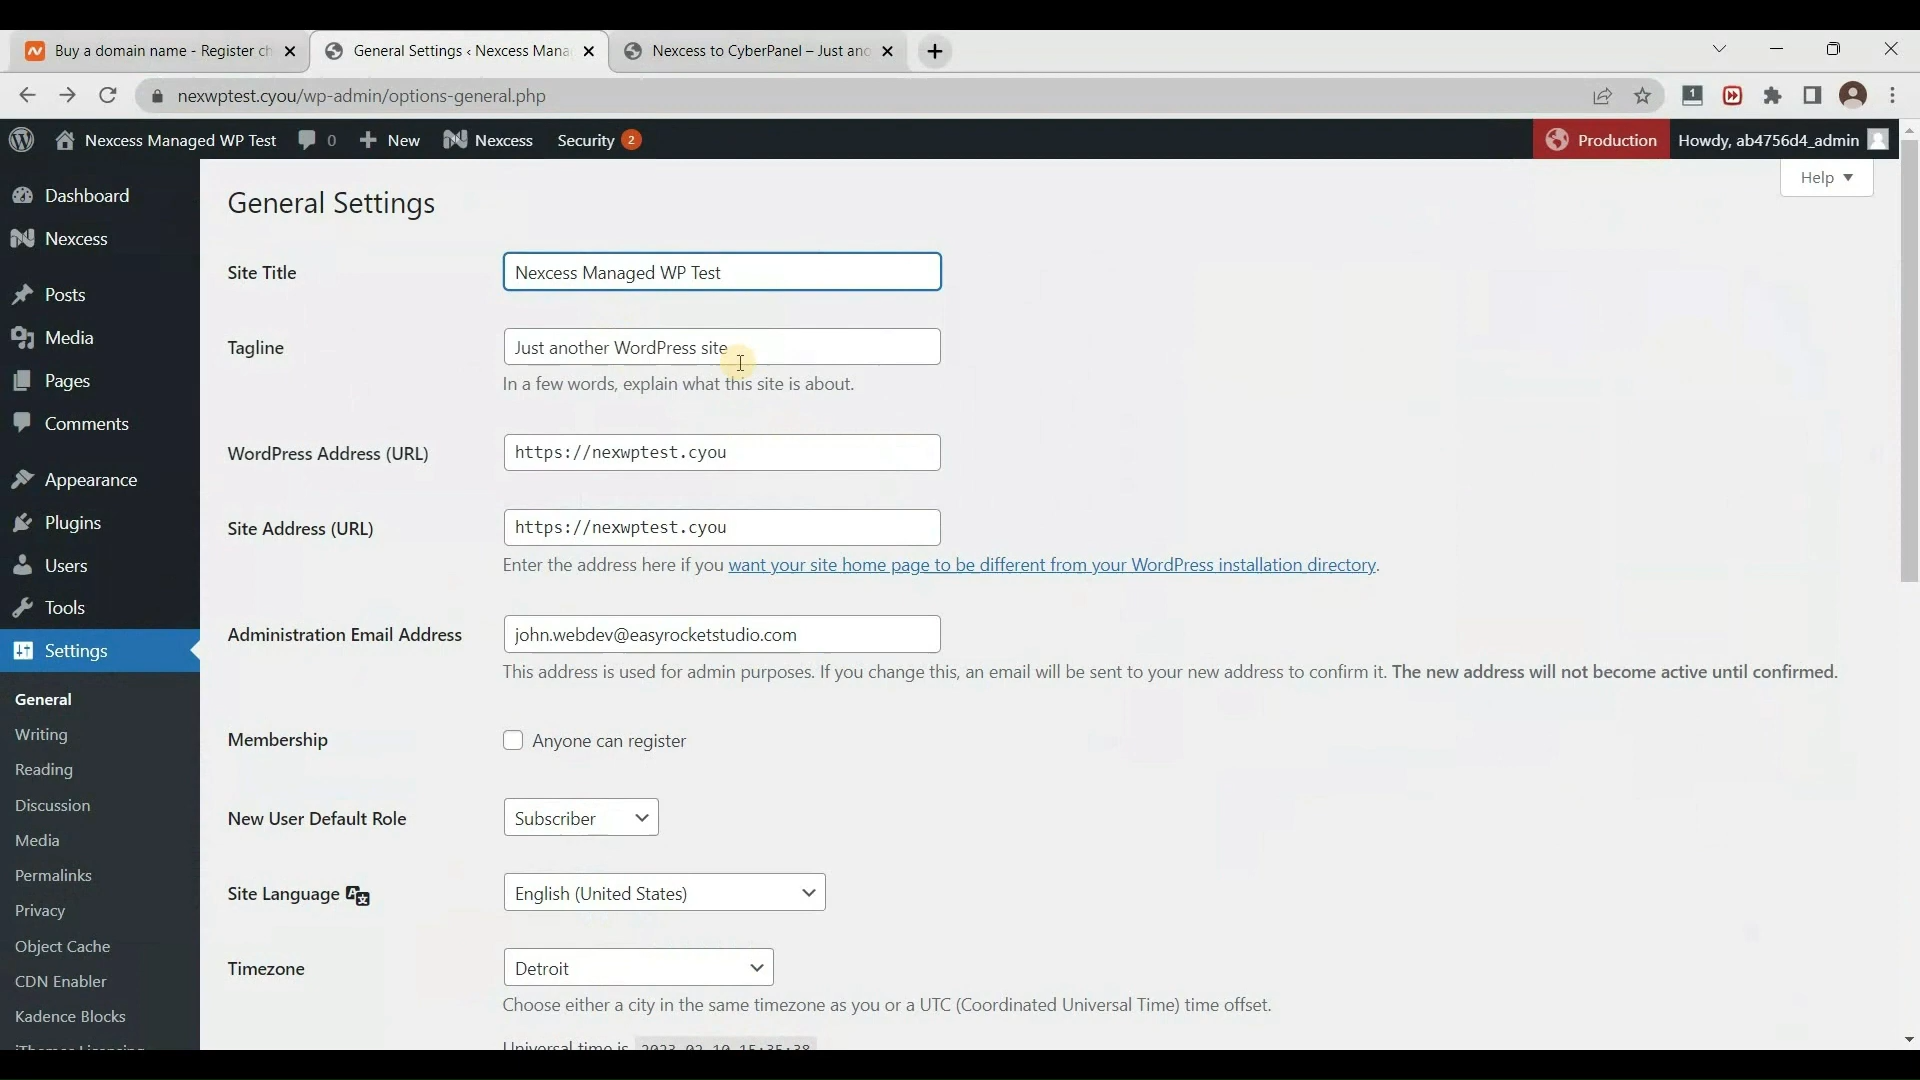 Buy a domain name - Register ch
General Settings ‹ Nexcess Mana
Nexcess to CyberPanel – Just ano
nexwptest.cyou/wp-admin/options-general.php
1
Nexcess Managed WP Test
0
New
Nexcess
Security 2
Production
Howdy, ab4756d4_admin
Help
Dashboard
Nexcess
Posts
Media
Pages
Comments
Appearance
Plugins
Users
Tools
Settings
General
Writing
Reading
Discussion
Media
Permalinks
Privacy
Object Cache
CDN Enabler
Kadence Blocks
General Settings
Site Title
Nexcess Managed WP Test
Tagline
Just another WordPress site
In a few words, explain what this site is about.
WordPress Address (URL)
https://nexwptest.cyou
Site Address (URL)
https://nexwptest.cyou
Enter the address here if you want your site home page to be different from your WordPress installation directory.
Administration Email Address
john.webdev@easyrocketstudio.com
This address is used for admin purposes. If you change this, an email will be sent to your new address to confirm it. The new address will not become active until confirmed.
Membership
Anyone can register
New User Default Role
Subscriber
Site Language
English (United States)
Timezone
Detroit
Choose either a city in the same timezone as you or a UTC (Coordinated Universal Time) time offset.
Universal time is